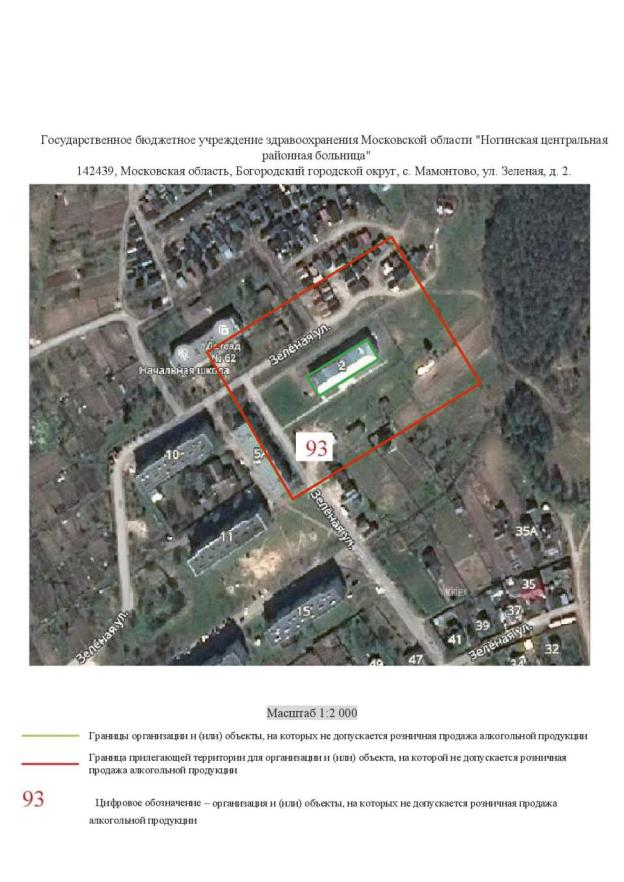 Государственное бюджетное учреждение здравоохранения Московской области "Ногинская центральная
районная больница"
142439, Московская область, Богородский городской округ, с. Мамонтово, ул. Зеленая, д. 2.
Детсад
№ 62
Начальная школа
Зелёная ул.
2
93
10
5А
11
Зелёная ул.
35А
35
37
39
41
Зелёная ул.
32
15
Зелёная ул.
47
49
34
Масштаб 1:2 000
Границы организации и (или) объекты, на которых не допускается розничная продажа алкогольной продукции
Граница прилегающей территории для организации и (или) объекта, на которой не допускается розничная
продажа алкогольной продукции
93 Цифровое обозначение – организация и (или) объекты, на которых не допускается розничная продажа
алкогольной продукции